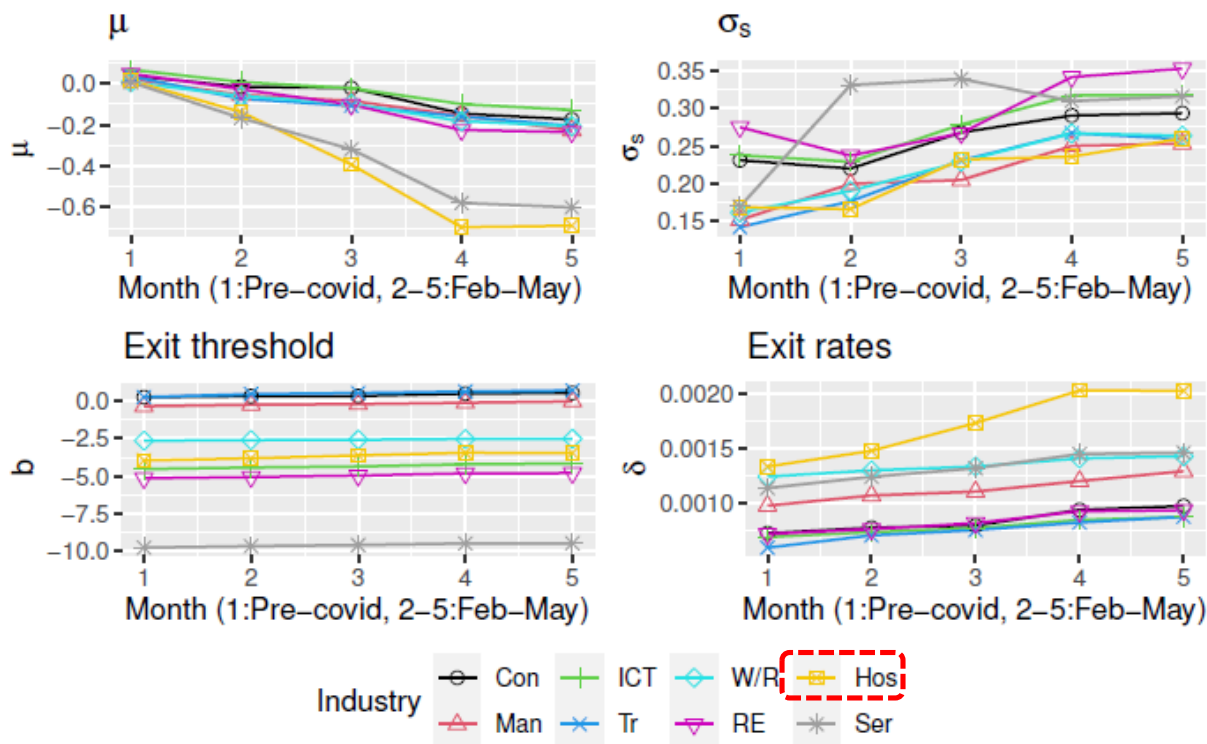 μ
σs
0.0
−0.2
−0.4
−0.6
μ
1 2 3 4 5
Month (1:Pre−covid, 2−5:Feb−May)
0.35
0.30
0.25
0.20
0.15
σs
1 2 3 4 5
Month (1:Pre−covid, 2−5:Feb−May)
Exit threshold
0.0
−2.5
−5.0
−7.5
−10.0
b
1 2 3 4 5
Month (1:Pre−covid, 2−5:Feb−May)
Exit rates
0.0020
0.0015
0.0010
δ
1 2 3 4 5
Month (1:Pre−covid, 2−5:Feb−May)
Industry
Con ICT W/R Hos
Man Tr RE Ser